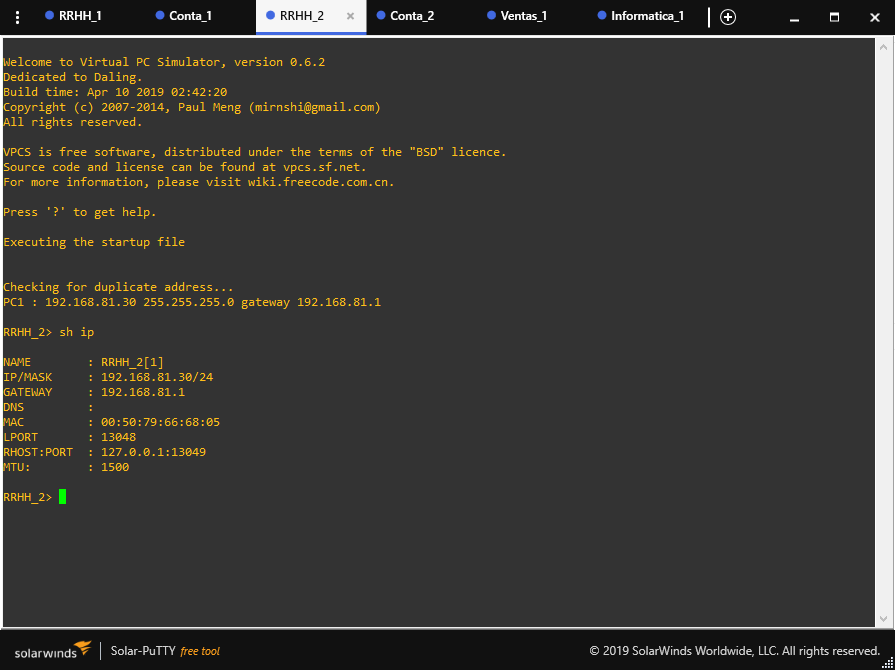 RRHH_1 Conta_1 RRHH_2 Conta_2 Ventas_1 Informatica_1
Welcome to Virtual PC Simulator, version 0.6.2
Dedicated to Daling.
Build time: Apr 10 2019 02:42:20
Copyright (c) 2007-2014, Paul Meng (mirnshi@gmail.com)
All rights reserved.
VPCS is free software, distributed under the terms of the "BSD" licence.
Source code and license can be found at vpcs.sf.net.
For more information, please visit wiki.freecode.com.cn.
Press '?' to get help.
Executing the startup file
Checking for duplicate address...
PC1 : 192.168.81.30 255.255.255.0 gateway 192.168.81.1
RRHH_2> sh ip
NAME        : RRHH_2[1]
IP/MASK     : 192.168.81.30/24
GATEWAY     : 192.168.81.1
DNS         :
MAC         : 00:50:79:66:68:05
LPORT       : 13048
RHOST:PORT  : 127.0.0.1:13049
MTU:        : 1500
RRHH_2>
solarwinds Solar-PuTTY free tool © 2019 SolarWinds Worldwide, LLC. All rights reserved.